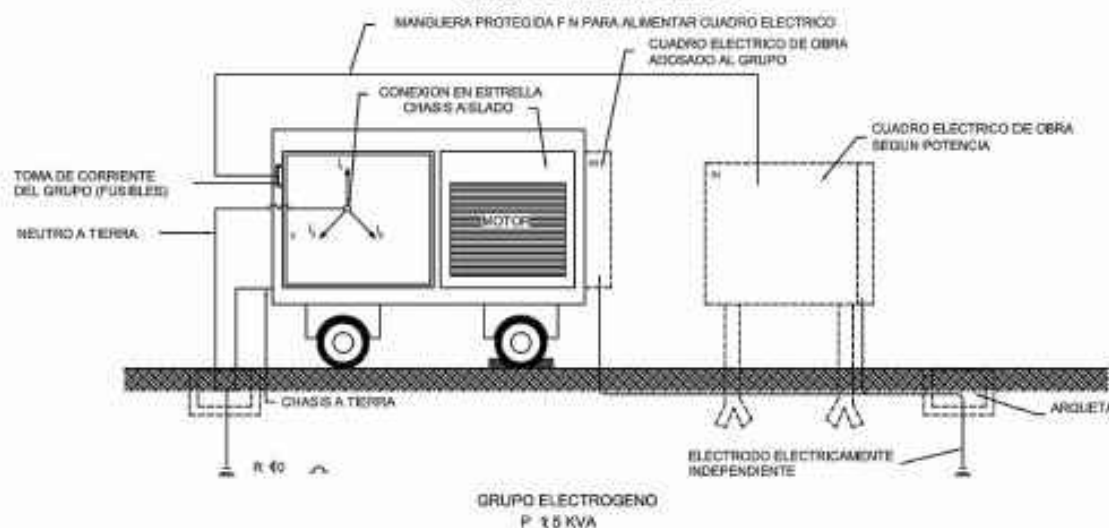 MANGUERA PROTEGIDA F N PARA ALIMENTAR CUADRO ELECTRICO
CUADRO ELECTRICO DE OBRA
ADOSADO AL GRUPO
CONEXION EN ESTRELLA
CHASIS AISLADO
CUADRO ELECTRICO DE OBRA
SEGUN POTENCIA
TOMA DE CORRIENTE
DEL GRUPO (FUSIBLES)
MOTOR
NEUTRO A TIERRA
CHASIS A TIERRA
ARQUETA
ELECTRODO ELECTRICAMENTE
INDEPENDIENTE
GRUPO ELECTROGENO
KVA